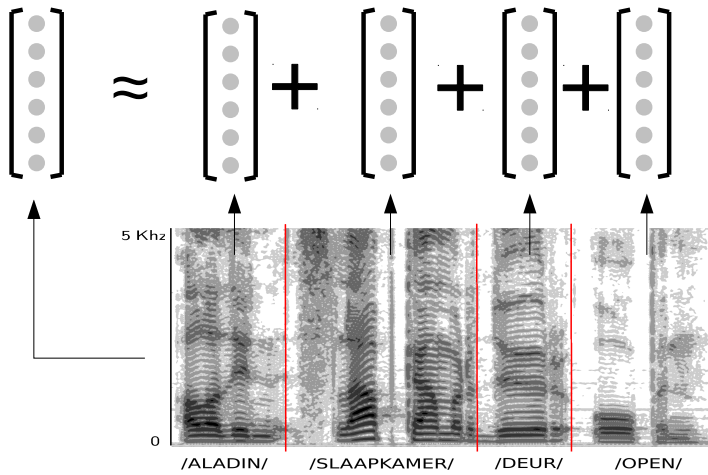 ≈ + + +
5 Khz
0
/ALADIN/ /SLAAPKAMER/ /DEUR/ /OPEN/